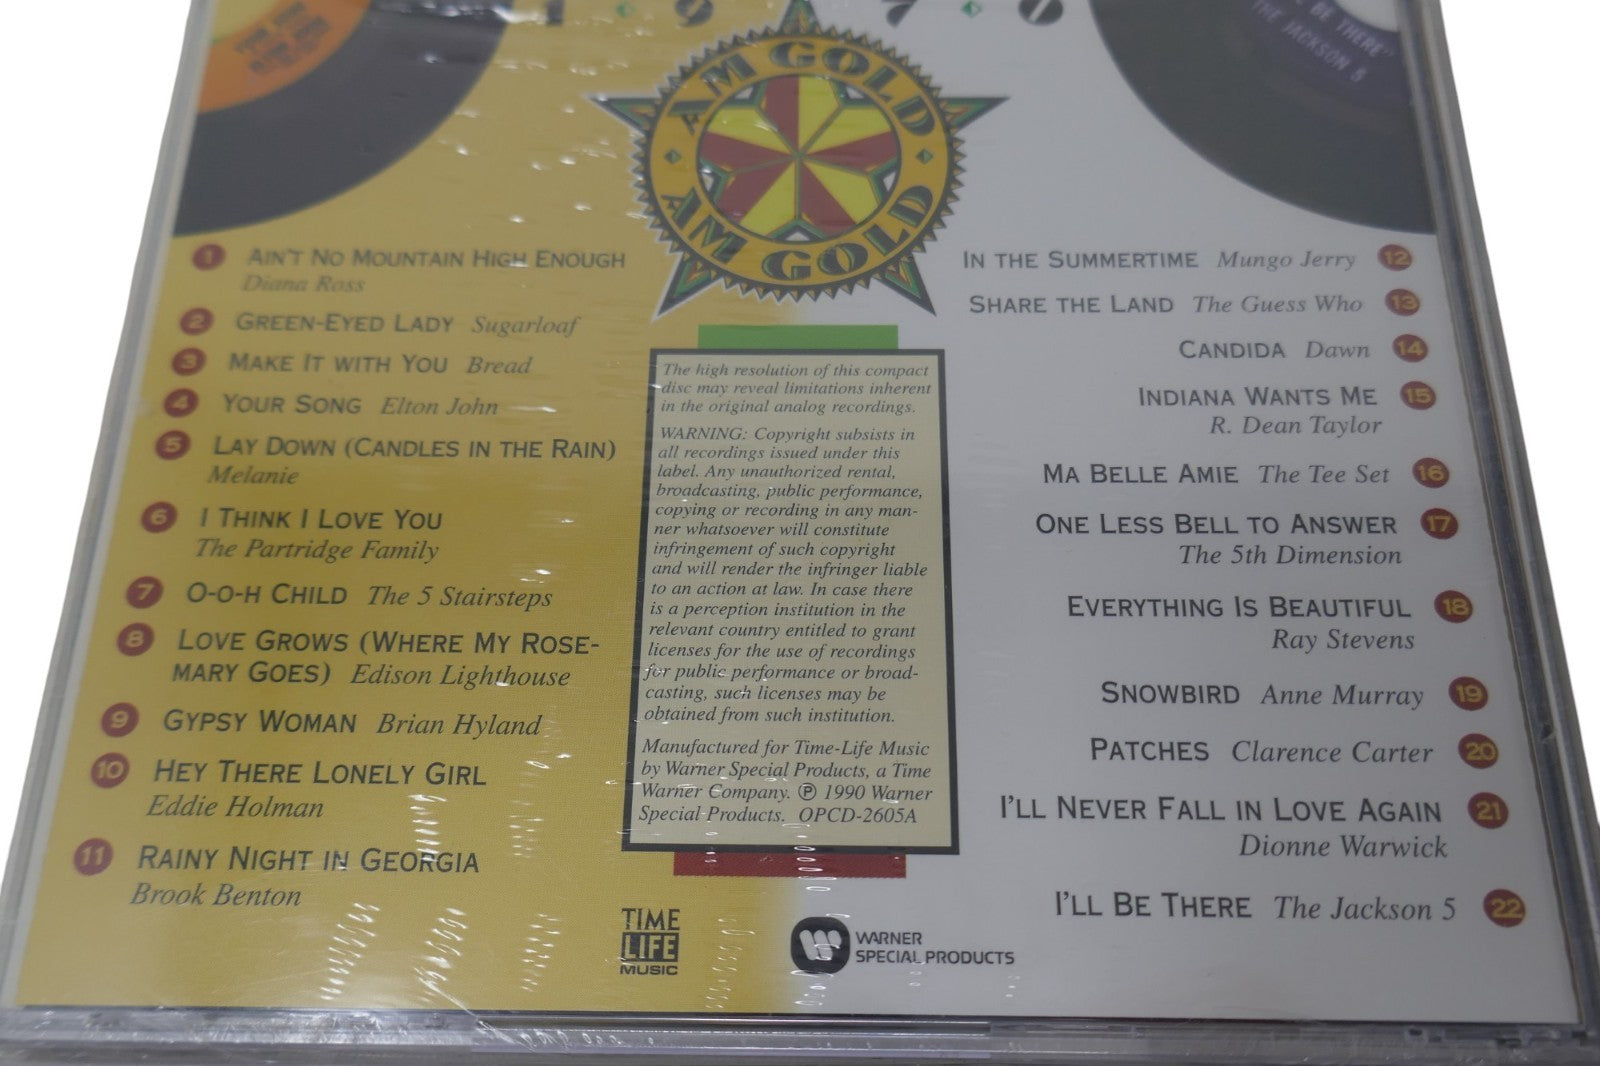 1970
BE THERE"
THE JACKSON 5
AM GOLD
AM GOLD
1 AIN'T NO MOUNTAIN HIGH ENOUGH
Diana Ross
2 GREEN-EYED LADY Sugarloaf
3 MAKE IT WITH YOU Bread
4 YOUR SONG Elton John
5 LAY DOWN (CANDLES IN THE RAIN)
Melanie
6 I THINK I LOVE YOU
The Partridge Family
7 O-O-H CHILD The 5 Stairsteps
8 LOVE GROWS (WHERE MY ROSE-
MARY GOES) Edison Lighthouse
9 GYPSY WOMAN Brian Hyland
10 HEY THERE LONELY GIRL
Eddie Holman
11 RAINY NIGHT IN GEORGIA
Brook Benton
The high resolution of this compact
disc may reveal limitations inherent
in the original analog recordings.
WARNING: Copyright subsists in
all recordings issued under this
label. Any unauthorized rental,
broadcasting, public performance,
copying or recording in any man-
ner whatsoever will constitute
infringement of such copyright
and will render the infringer liable
to an action at law. In case there
is a perception institution in the
relevant country entitled to grant
licenses for the use of recordings
for public performance or broad-
casting, such licenses may be
obtained from such institution.
Manufactured for Time-Life Music
by Warner Special Products, a Time
Warner Company. ℗ 1990 Warner
Special Products. OPCD-2605A
IN THE SUMMERTIME Mungo Jerry 12
SHARE THE LAND The Guess Who 13
CANDIDA Dawn 14
INDIANA WANTS ME 15
R. Dean Taylor
MA BELLE AMIE The Tee Set 16
ONE LESS BELL TO ANSWER 17
The 5th Dimension
EVERYTHING IS BEAUTIFUL 18
Ray Stevens
SNOWBIRD Anne Murray 19
PATCHES Clarence Carter 20
I'LL NEVER FALL IN LOVE AGAIN 21
Dionne Warwick
I'LL BE THERE The Jackson 5 22
TIME
LIFE
MUSIC
WARNER
SPECIAL PRODUCTS